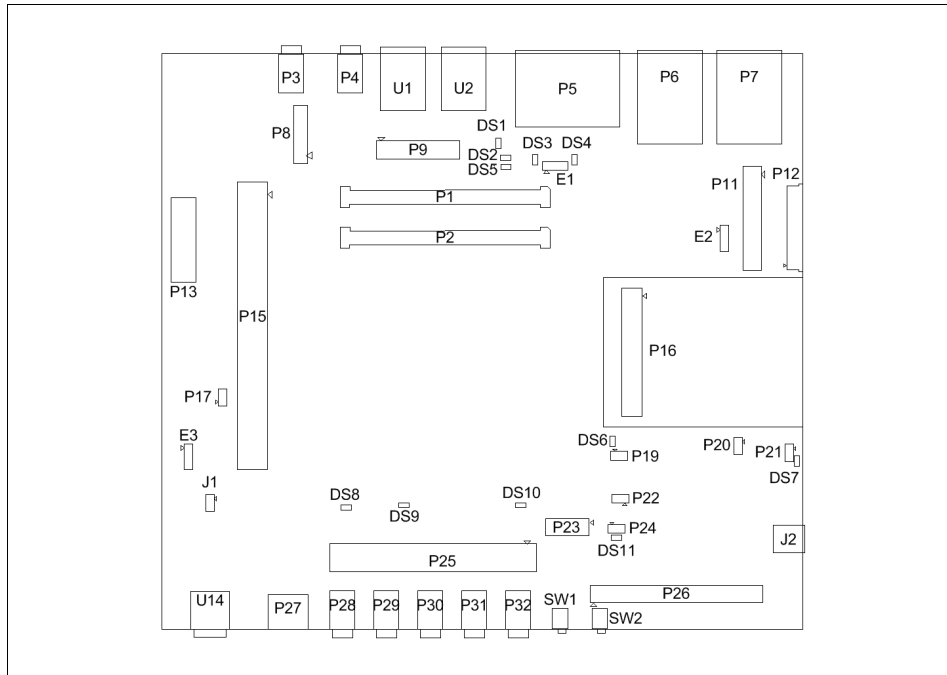 P3
P4
U1
U2
P5
P6
P7
P8
P9
DS1
DS2
DS5
DS3
DS4
E1
P11
P12
P1
P2
E2
P13
P15
P16
P17
E3
J1
DS6
P19
P20
P21
DS7
DS8
DS9
DS10
P22
P23
P24
DS11
J2
P25
P26
U14
P27
P28
P29
P30
P31
P32
SW1
SW2